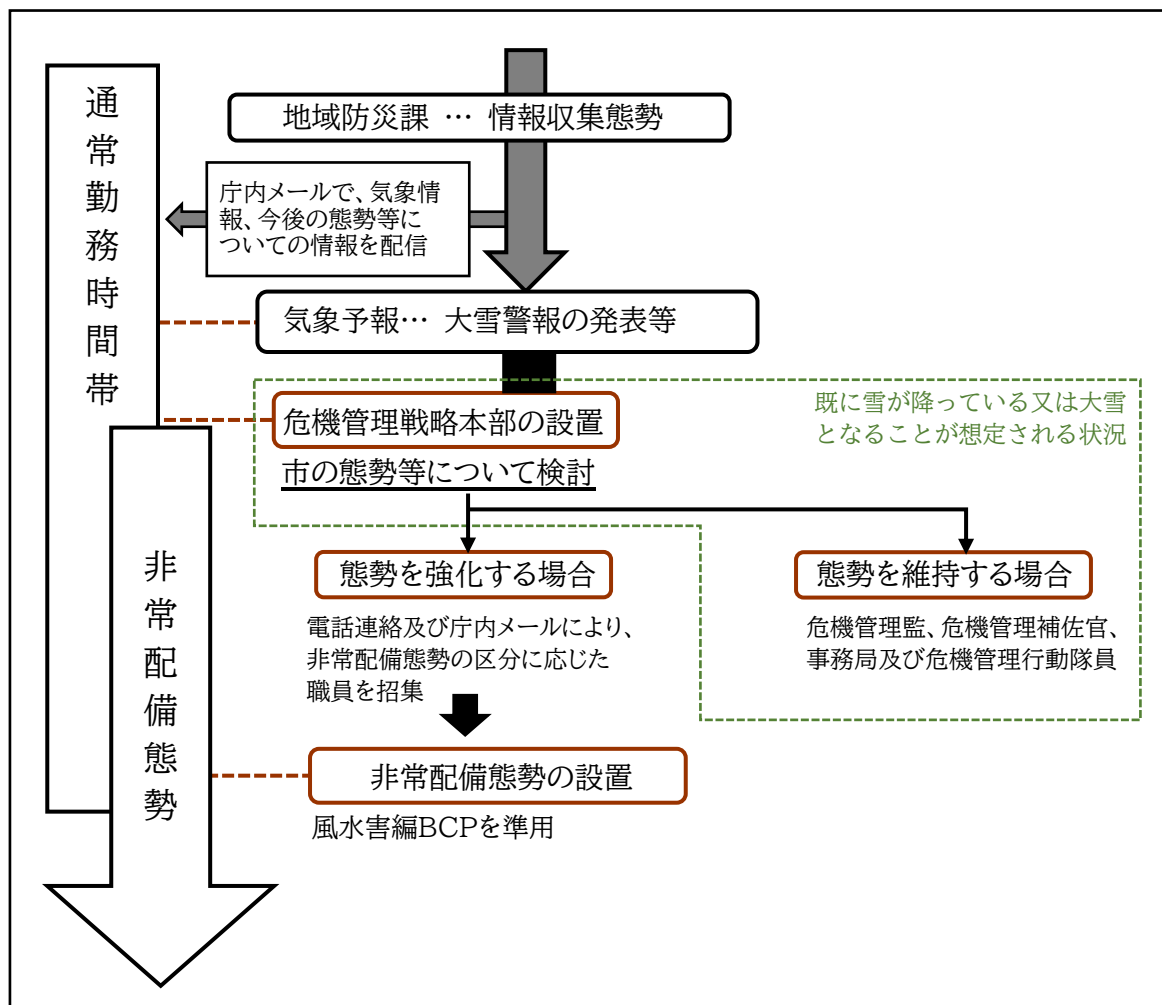 通常勤務時間帯
地域防災課 … 情報収集態勢
庁内メールで、気象情
報、今後の態勢等に
ついての情報を配信
気象予報… 大雪警報の発表等
既に雪が降っている又は大雪
となることが想定される状況
危機管理戦略本部の設置
市の態勢等について検討
非常配備態勢
態勢を強化する場合
電話連絡及び庁内メールにより、
非常配備態勢の区分に応じた
職員を招集
態勢を維持する場合
危機管理監、危機管理補佐官、
事務局及び危機管理行動隊員
非常配備態勢の設置
風水害編BCPを準用